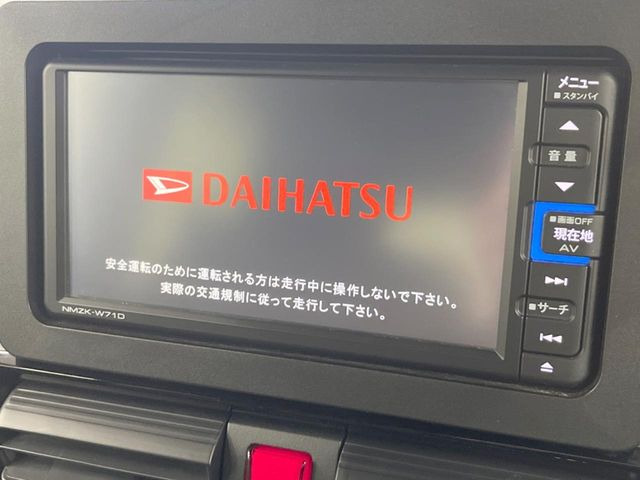 DAIHATSU
安全運転のために運転される方は走行中に操作しないで下さい。
実際の交通規制に従って走行して下さい。
NMZK-W71D
メニュー
スタンバイ
音量
画面OFF
現在地
AV
サーチ